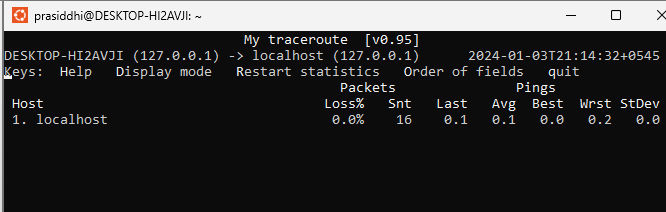 prasiddhi@DESKTOP-HI2AVJI: ~
My traceroute [v0.95]
DESKTOP-HI2AVJI (127.0.0.1) -> localhost (127.0.0.1) 2024-01-03T21:14:32+0545
Keys: Help Display mode Restart statistics Order of fields quit
Packets Pings
Host Loss% Snt Last Avg Best Wrst StDev
1. localhost 0.0% 16 0.1 0.1 0.0 0.2 0.0